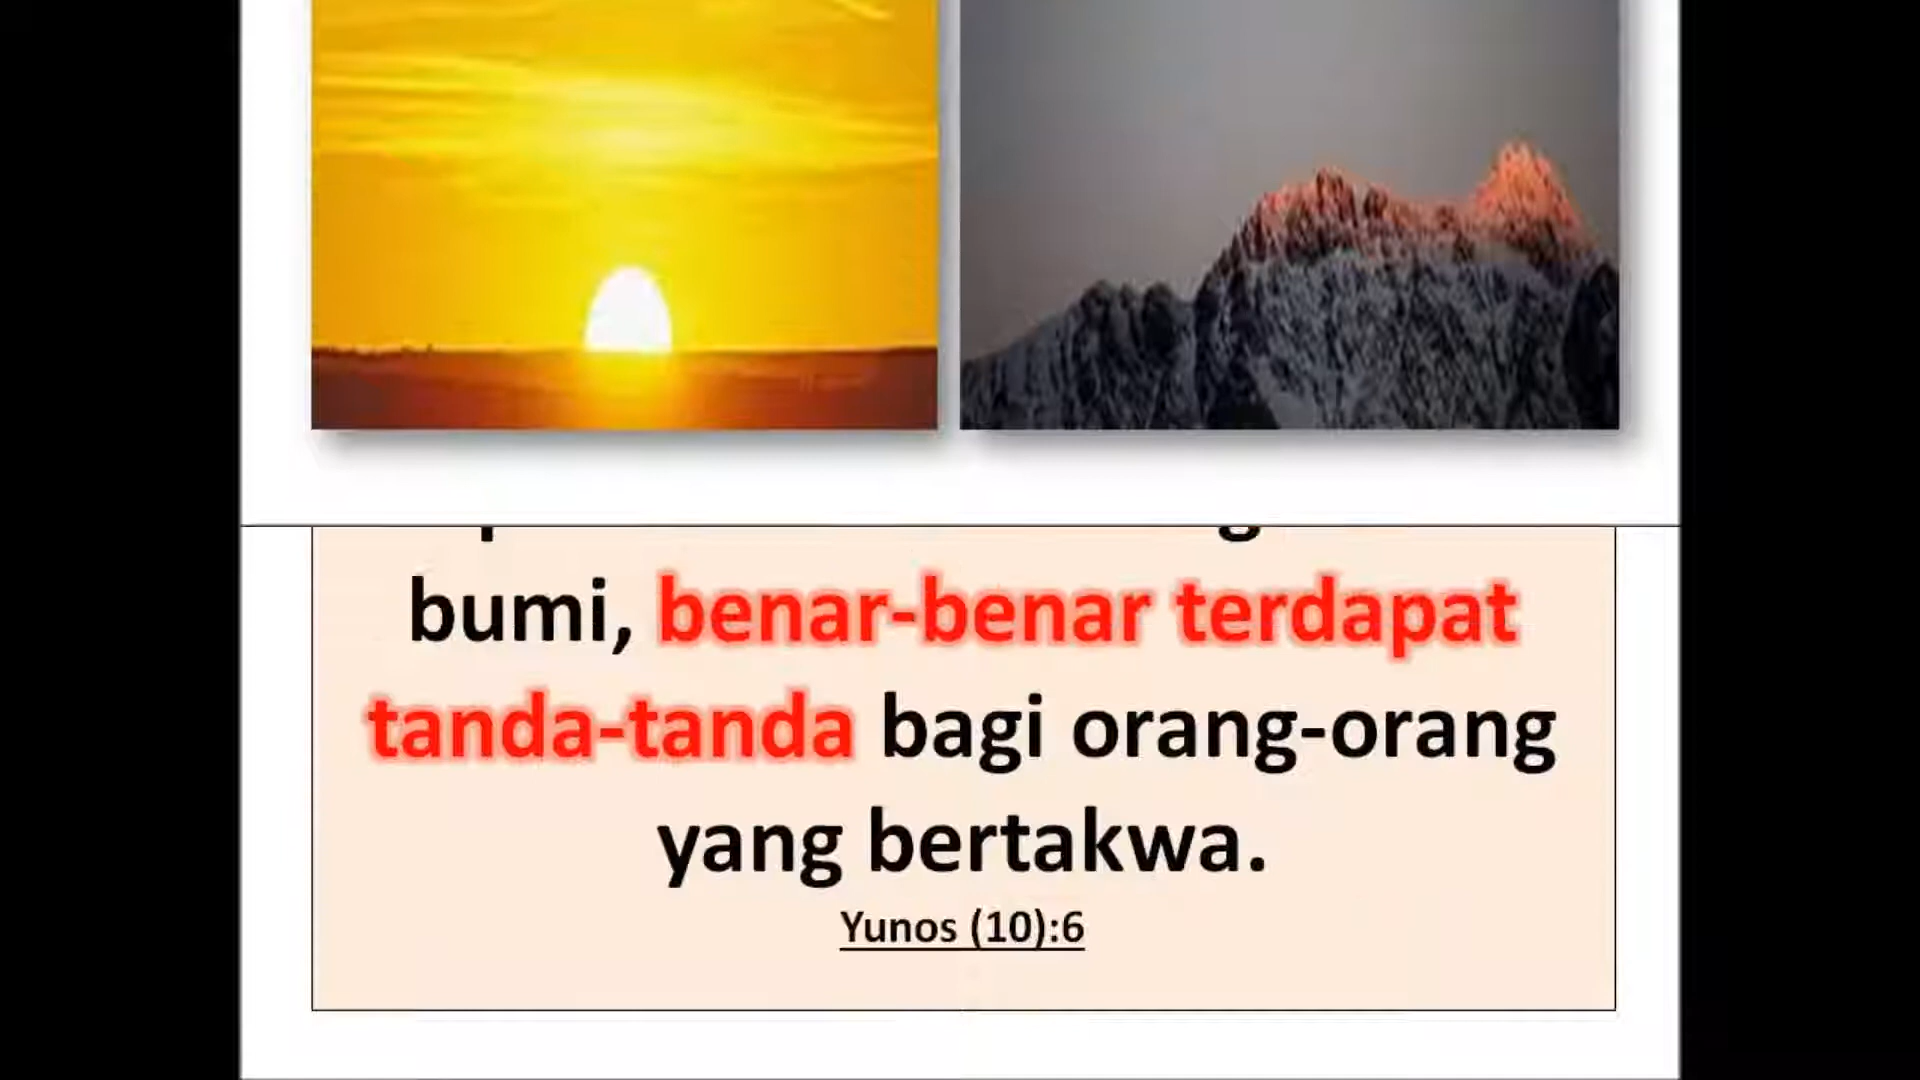 bumi, benar-benar terdapat
tanda-tanda bagi orang-orang
yang bertakwa.
Yunos (10):6